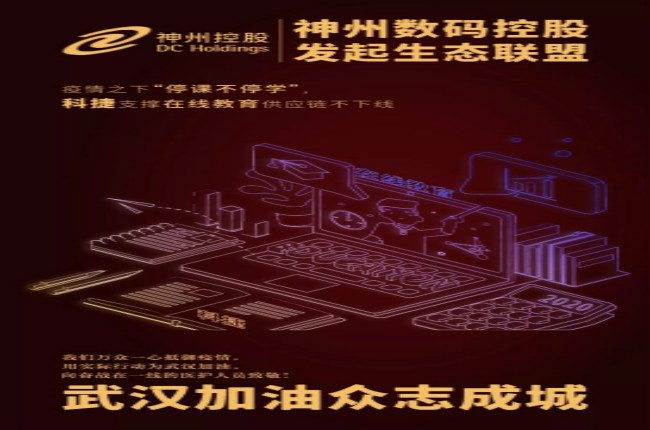 神州控股
DC Holdings
神州数码控股
发起生态联盟
疫情之下“停课不停学”，
科捷支撑在线教育供应链不下线
在线教育
EDUCATION
2020
科捷
我们万众一心抵御疫情，
用实际行动为武汉加油，
向奋战在一线的医护人员致敬！
武汉加油众志成城